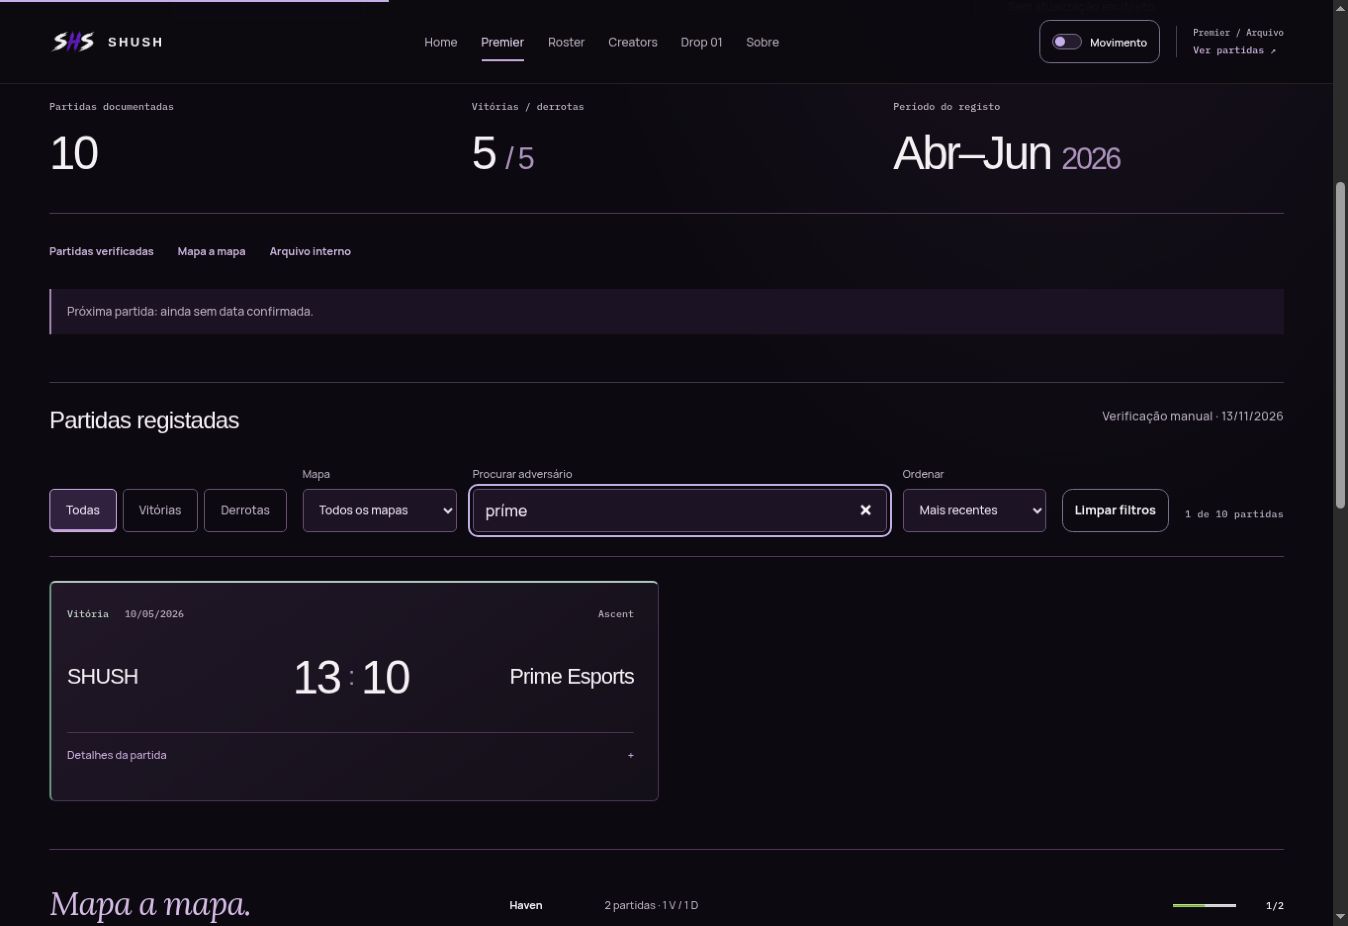 SHS SHUSH
Home Premier Roster Creators Drop 01 Sobre
Movimento
Premier / Arquivo
Ver partidas ↗
Partidas documentadas
10
Vitórias / derrotas
5 / 5
Período do registo
Abr–Jun 2026
Partidas verificadas Mapa a mapa Arquivo interno
Próxima partida: ainda sem data confirmada.
Partidas registadas
Verificação manual · 13/11/2026
Todas Vitórias Derrotas
Mapa
Todos os mapas
Procurar adversário
príme
Ordenar
Mais recentes
Limpar filtros
1 de 10 partidas
Vitória 10/05/2026 Ascent
SHUSH 13 : 10 Prime Esports
Detalhes da partida +
Mapa a mapa.
Haven 2 partidas · 1 V / 1 D 1/2